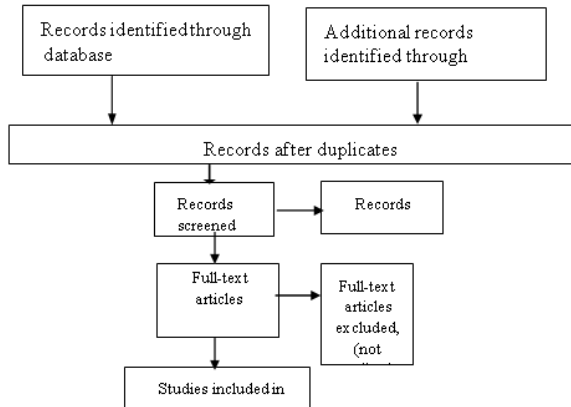 Records identified through
database
Additional records
identified through
Records after duplicates
Records
screened
Records
Full-text
articles
Full-text
articles
excluded,
(not
Studies included in